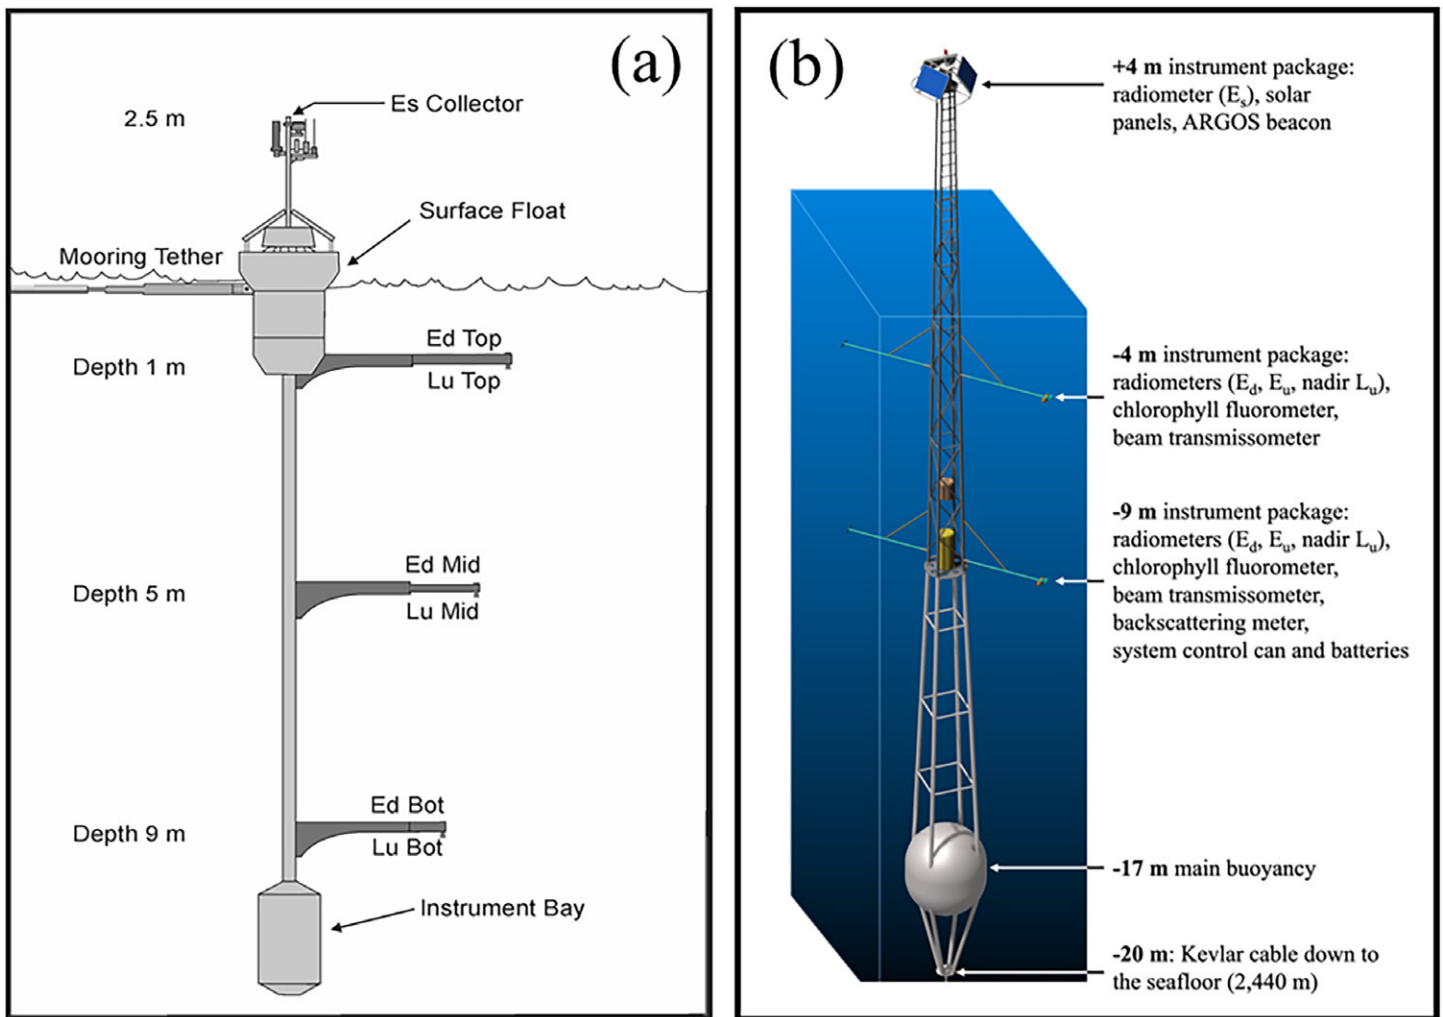 (a)
Es Collector
2.5 m
Surface Float
Mooring Tether
Ed Top
Depth 1 m
Lu Top
Ed Mid
Depth 5 m
Lu Mid
Ed Bot
Depth 9 m
Lu Bot
Instrument Bay
(b)
+4 m instrument package:
radiometer (Es), solar
panels, ARGOS beacon
-4 m instrument package:
radiometers (Ed, Eu, nadir Lu),
chlorophyll fluorometer,
beam transmissometer
-9 m instrument package:
radiometers (Ed, Eu, nadir Lu),
chlorophyll fluorometer,
beam transmissometer,
backscattering meter,
system control can and batteries
-17 m main buoyancy
-20 m: Kevlar cable down to
the seafloor (2,440 m)